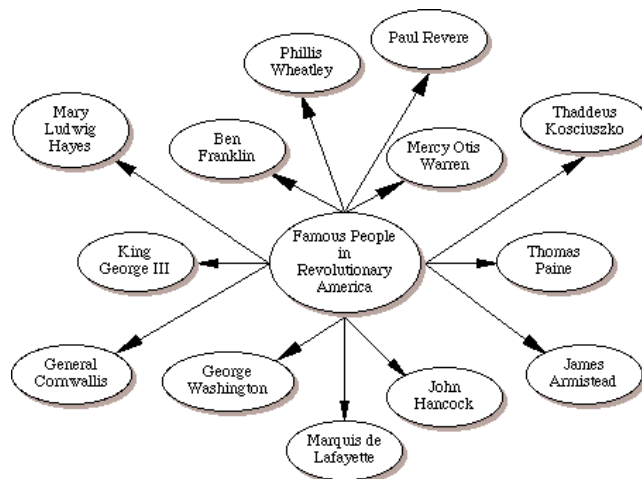 Paul Revere
Phillis
Wheatley
Mary
Ludwig
Hayes
Thaddeus
Kosciuszko
Ben
Franklin
Mercy Otis
Warren
Famous People
in
Revolutionary
America
King
George III
Thomas
Paine
General
Cornwallis
George
Washington
John
Hancock
James
Armistead
Marquis de
Lafayette